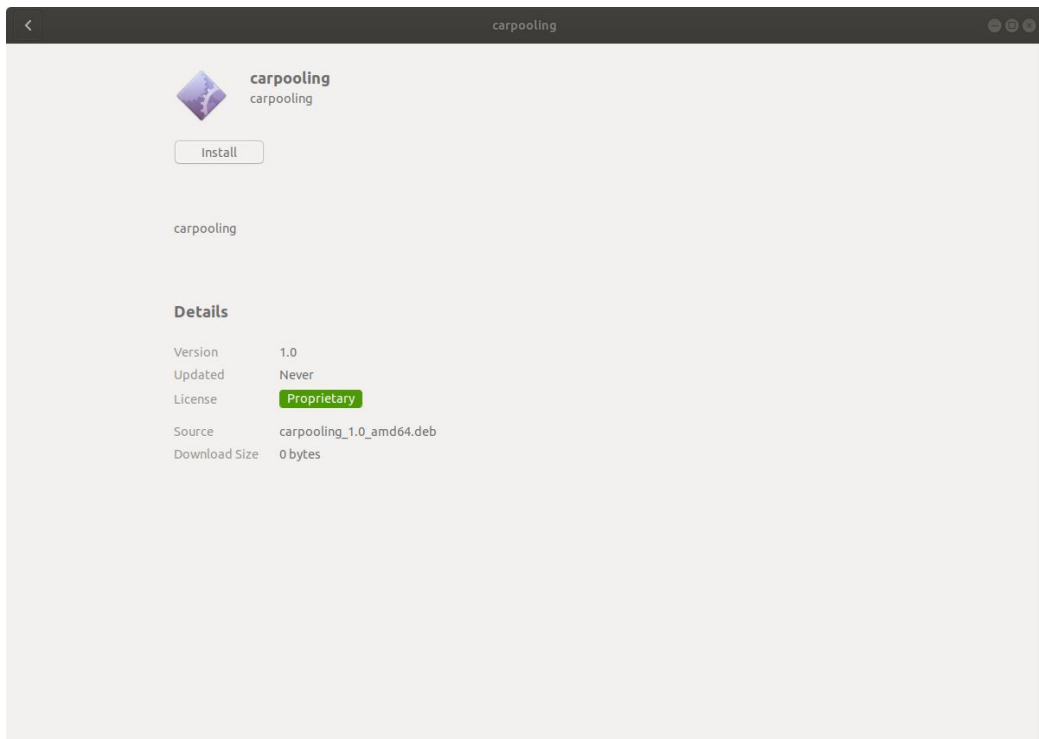 carpooling
carpooling
carpooling
Install
carpooling
Details
Version 1.0
Updated Never
License Proprietary
Source carpooling_1.0_amd64.deb
Download Size 0 bytes